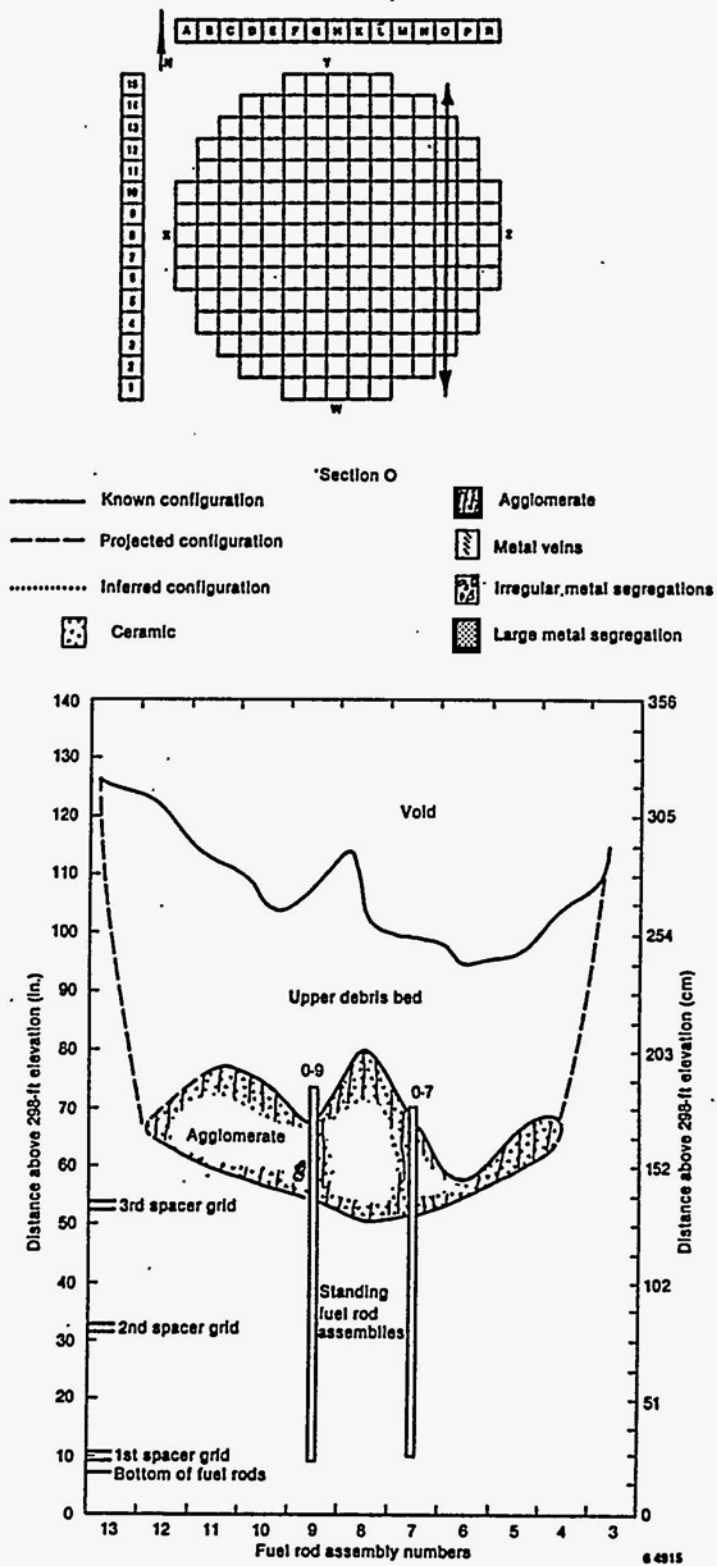 A B C D E F G H K L M N O P R
N
Y
15
14
13
12
11
10
9
8
7
6
5
4
3
2
1
X
Z
W
*Section O
Known configuration
Projected configuration
Inferred configuration
Ceramic
Agglomerate
Metal veins
Irregular metal segregations
Large metal segregation
Distance above 298-ft elevation (in.)
140
130
120
110
100
90
80
70
60
50
40
30
20
10
0
Void
Upper debris bed
0-9
0-7
Agglomerate
3rd spacer grid
Standing
fuel rod
assemblies
2nd spacer grid
1st spacer grid
Bottom of fuel rods
356
305
254
203
152
102
51
0
Distance above 298-ft elevation (cm)
13 12 11 10 9 8 7 6 5 4 3
Fuel rod assembly numbers
6 4915